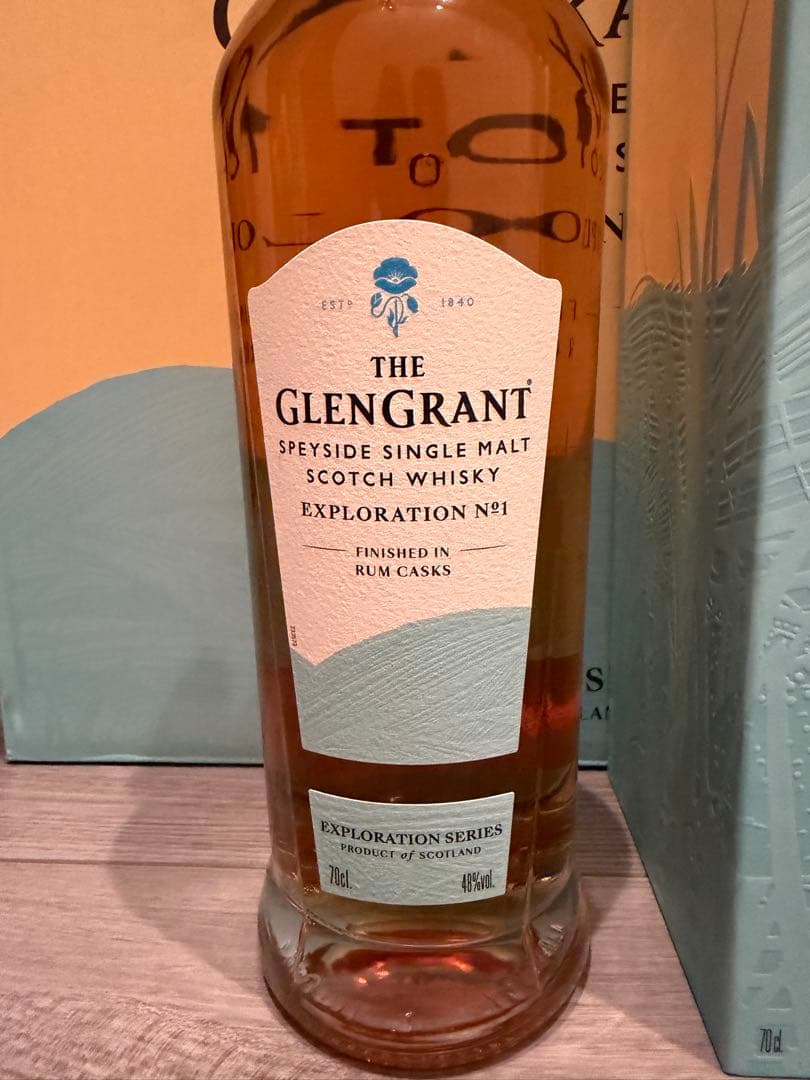 ESTD 1840
THE
GLENGRANT®
SPEYSIDE SINGLE MALT
SCOTCH WHISKY
EXPLORATION Nº1
FINISHED IN
RUM CASKS
EXPLORATION SERIES
PRODUCT of SCOTLAND
70cl. 48%vol.
70cl